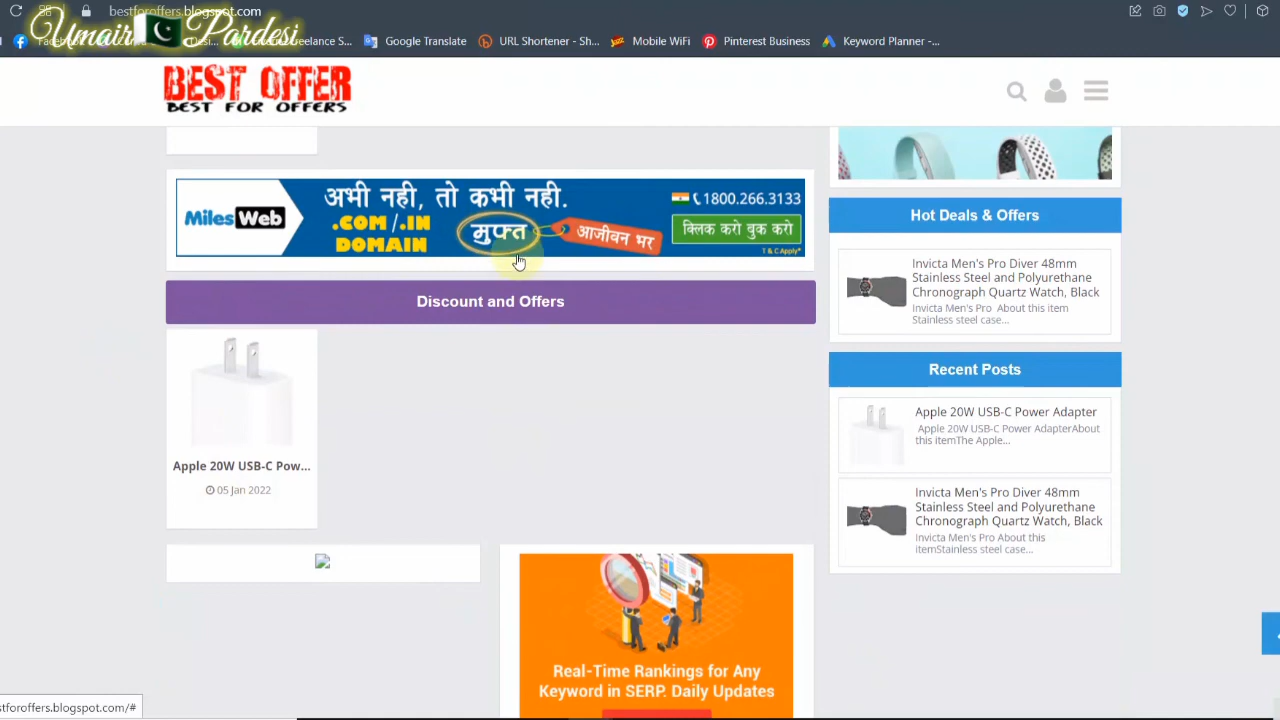 bestforoffers.blogspot.com
Umair Pardesi
Freelance S...
Google Translate
URL Shortener - Sh...
Mobile WiFi
Pinterest Business
Keyword Planner -...
BEST OFFER
BEST FOR OFFERS
MilesWeb
अभी नही, तो कभी नही.
.COM /.IN
DOMAIN
मुफ्त
आजीवन भर
1800.266.3133
क्लिक करो बुक करो
T & C Apply*
Discount and Offers
Apple 20W USB-C Pow...
05 Jan 2022
Real-Time Rankings for Any
Keyword in SERP. Daily Updates
Hot Deals & Offers
Invicta Men's Pro Diver 48mm
Stainless Steel and Polyurethane
Chronograph Quartz Watch, Black
Invicta Men's Pro About this item
Stainless steel case...
Recent Posts
Apple 20W USB-C Power Adapter
Apple 20W USB-C Power AdapterAbout
this itemThe Apple...
Invicta Men's Pro Diver 48mm
Stainless Steel and Polyurethane
Chronograph Quartz Watch, Black
Invicta Men's Pro About this
itemStainless steel case...
stforoffers.blogspot.com/#